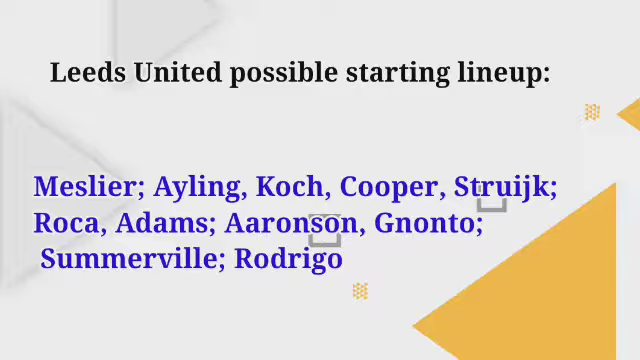 Leeds United possible starting lineup:
Meslier; Ayling, Koch, Cooper, Struijk;
Roca, Adams; Aaronson, Gnonto;
Summerville; Rodrigo